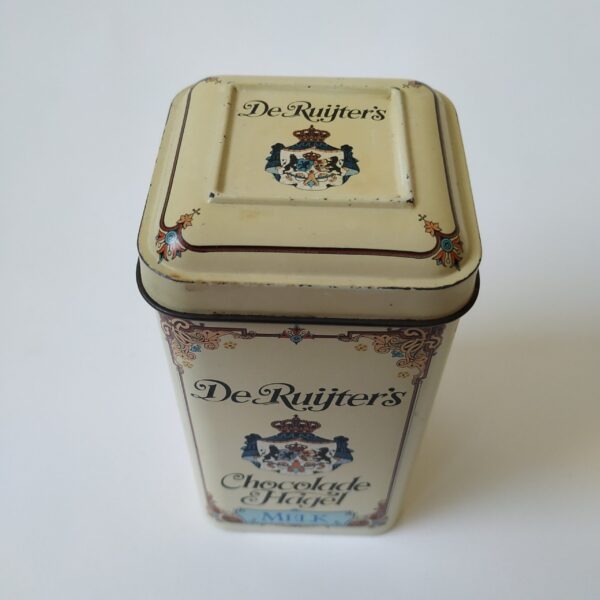 De Ruijter's
De Ruijter's
Chocolade
& Hagel
MELK